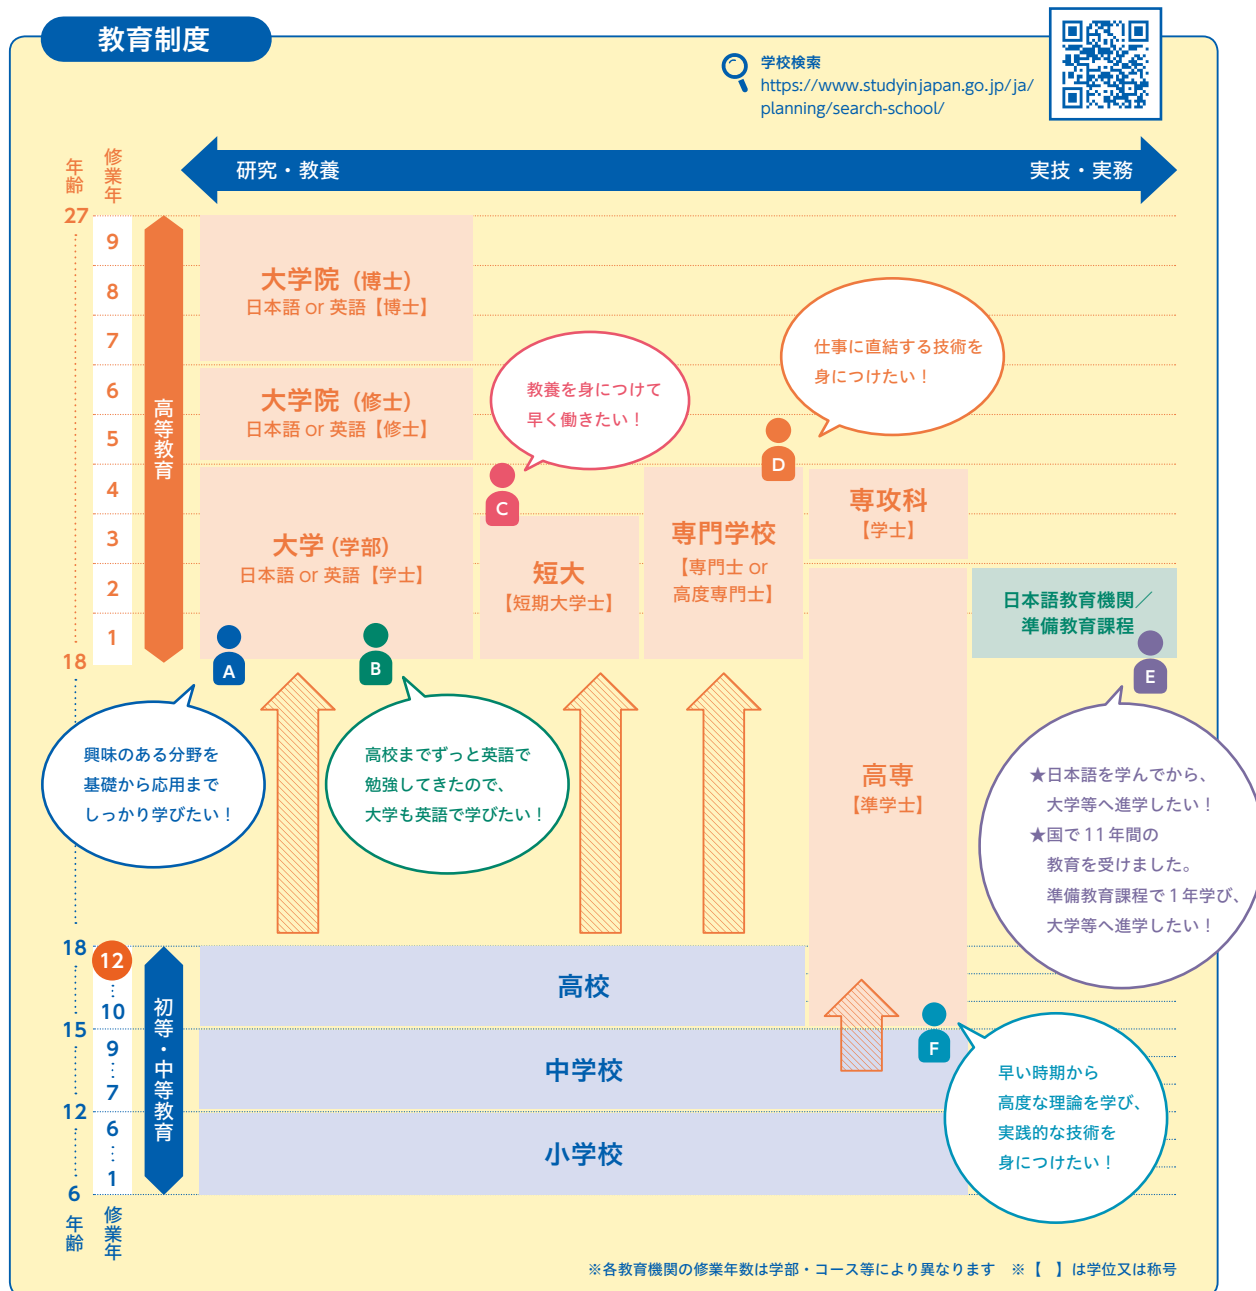 教育制度
学校検索
https://www.studyinjapan.go.jp/ja/
planning/search-school/
年齢
修業年
研究・教養
実技・実務
27
9
8
7
6
5
4
3
2
1
18
高等教育
大学院（博士）
日本語 or 英語【博士】
大学院（修士）
日本語 or 英語【修士】
大学（学部）
日本語 or 英語【学士】
教養を身につけて
早く働きたい！
C
短大
【短期大学士】
仕事に直結する技術を
身につけたい！
D
専門学校
【専門士 or
高度専門士】
専攻科
【学士】
日本語教育機関／
準備教育課程
A
B
E
興味のある分野を
基礎から応用まで
しっかり学びたい！
高校までずっと英語で
勉強してきたので、
大学も英語で学びたい！
高専
【準学士】
★日本語を学んでから、
大学等へ進学したい！
★国で11年間の
教育を受けました。
準備教育課程で1年学び、
大学等へ進学したい！
18
12
10
15
9
7
12
6
1
6
初等・中等教育
高校
中学校
小学校
F
早い時期から
高度な理論を学び、
実践的な技術を
身につけたい！
年齢
修業年
※各教育機関の修業年数は学部・コース等により異なります　※【　】は学位又は称号